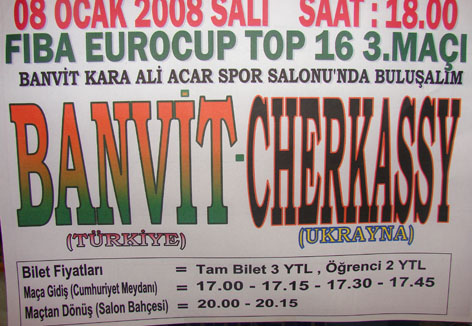 08 OCAK 2008 SALI SAAT : 18.00
FIBA EUROCUP TOP 16 3.MAÇI
BANVİT KARA ALİ ACAR SPOR SALONU'NDA BULUŞALIM
BANVİT - CHERKASSY
(TÜRKİYE) (UKRAYNA)
Bilet Fiyatları = Tam Bilet 3 YTL , Öğrenci 2 YTL
Maça Gidiş (Cumhuriyet Meydanı) = 17.00 - 17.15 - 17.30 - 17.45
Maçtan Dönüş (Salon Bahçesi) = 20.00 - 20.15